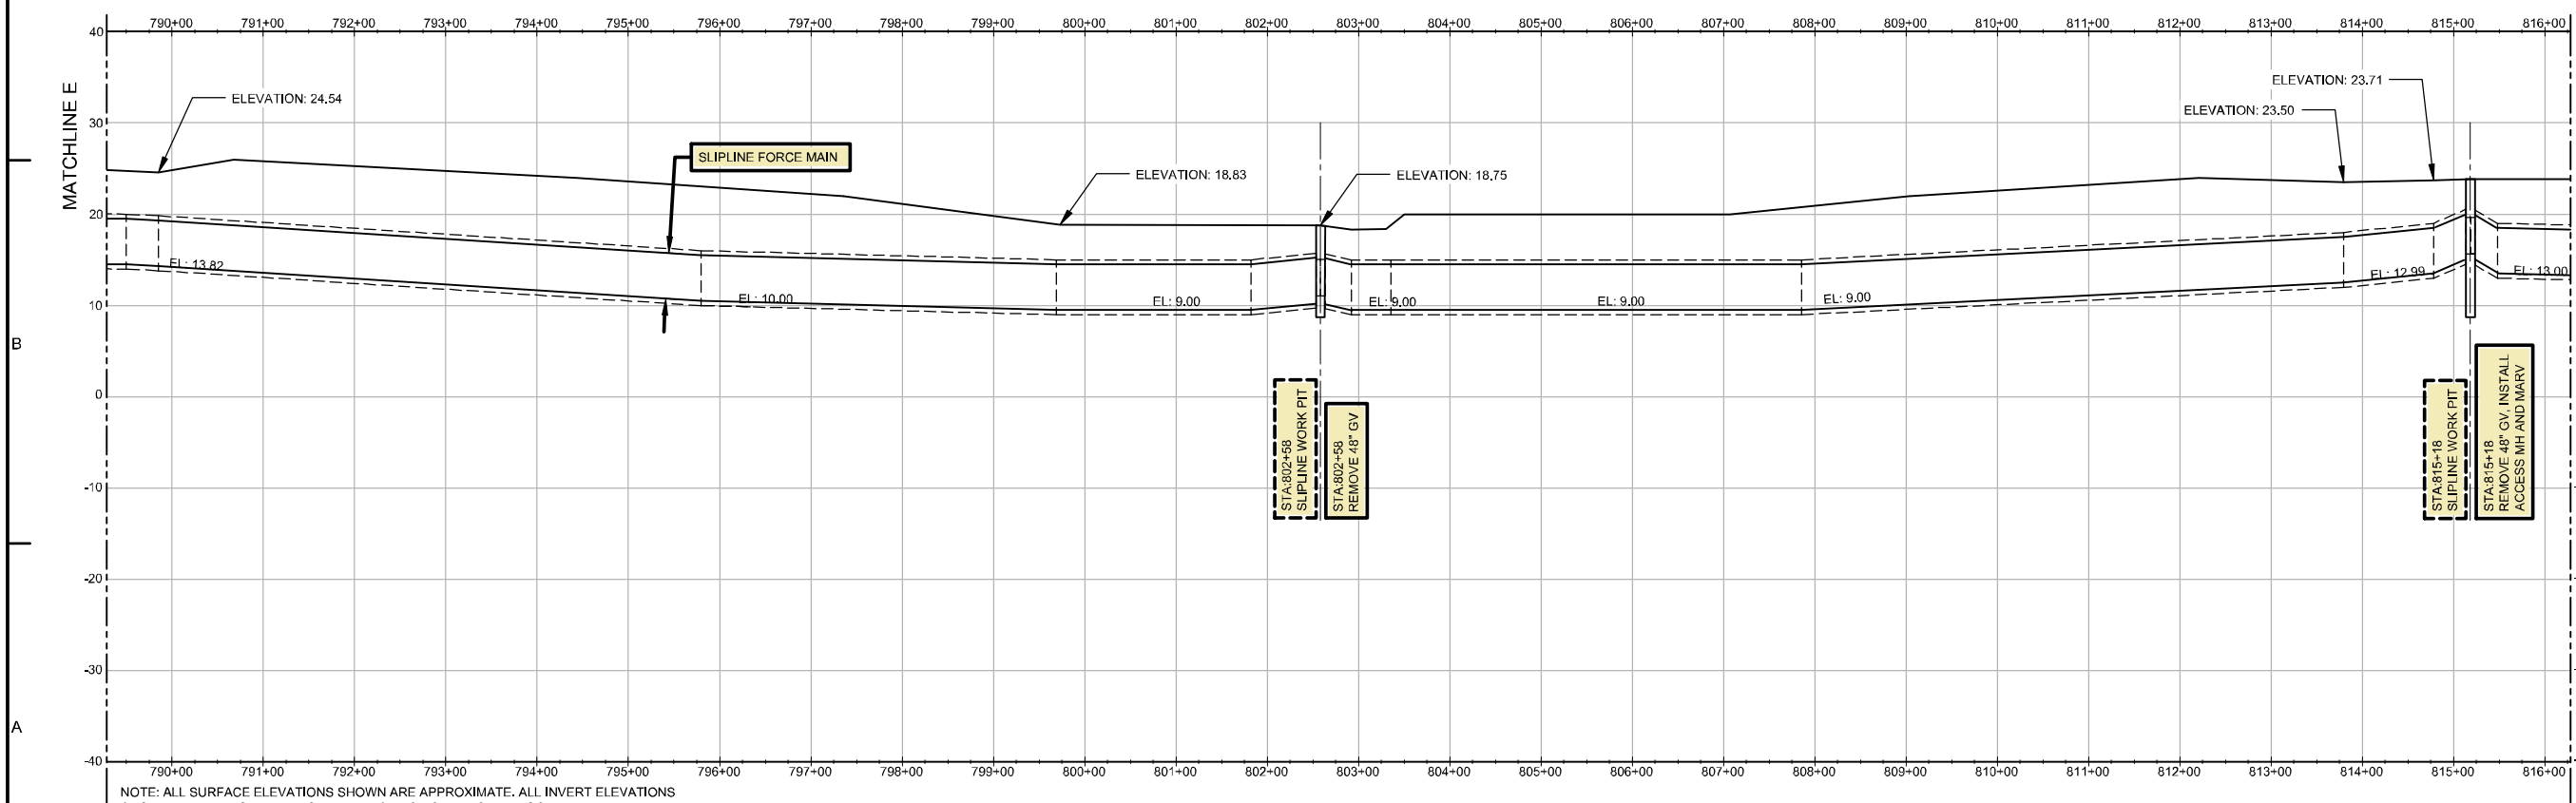 790+00 791+00 792+00 793+00 794+00 795+00 796+00 797+00 798+00 799+00 800+00 801+00 802+00 803+00 804+00 805+00 806+00 807+00 808+00 809+00 810+00 811+00 812+00 813+00 814+00 815+00 816+00
40
30
20
10
0
-10
-20
-30
-40
MATCHLINE E
B
A
ELEVATION: 24.54
SLIPLINE FORCE MAIN
ELEVATION: 18.83
ELEVATION: 18.75
ELEVATION: 23.50
ELEVATION: 23.71
EL: 13.82
EL: 10.00
EL: 9.00
EL: 9.00
EL: 9.00
EL: 9.00
EL: 12.99
EL: 13.00
STA:802+58
SLIPLINE WORK PIT
STA:802+58
REMOVE 48" GV
STA:815+18
SLIPLINE WORK PIT
STA:815+18
REMOVE 48" GV, INSTALL
ACCESS MH AND MARV
790+00 791+00 792+00 793+00 794+00 795+00 796+00 797+00 798+00 799+00 800+00 801+00 802+00 803+00 804+00 805+00 806+00 807+00 808+00 809+00 810+00 811+00 812+00 813+00 814+00 815+00 816+00
NOTE: ALL SURFACE ELEVATIONS SHOWN ARE APPROXIMATE. ALL INVERT ELEVATIONS